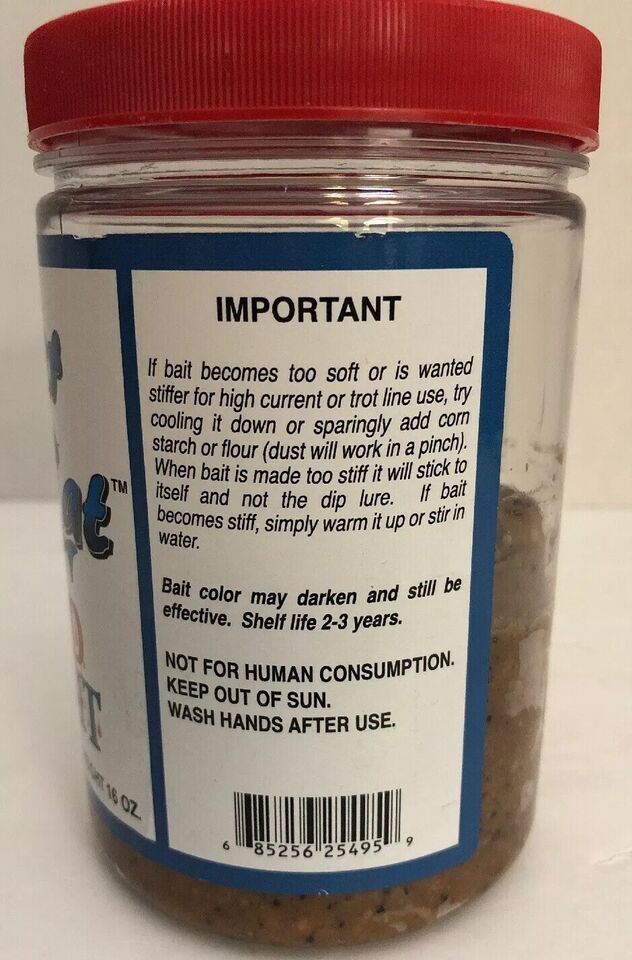 IMPORTANT
If bait becomes too soft or is wanted
stiffer for high current or trot line use, try
cooling it down or sparingly add corn
starch or flour (dust will work in a pinch).
When bait is made too stiff it will stick to
itself and not the dip lure. If bait
becomes stiff, simply warm it up or stir in
water.
Bait color may darken and still be
effective. Shelf life 2-3 years.
NOT FOR HUMAN CONSUMPTION.
KEEP OUT OF SUN.
WASH HANDS AFTER USE.
6 85256 25495 9
TM
16 OZ.